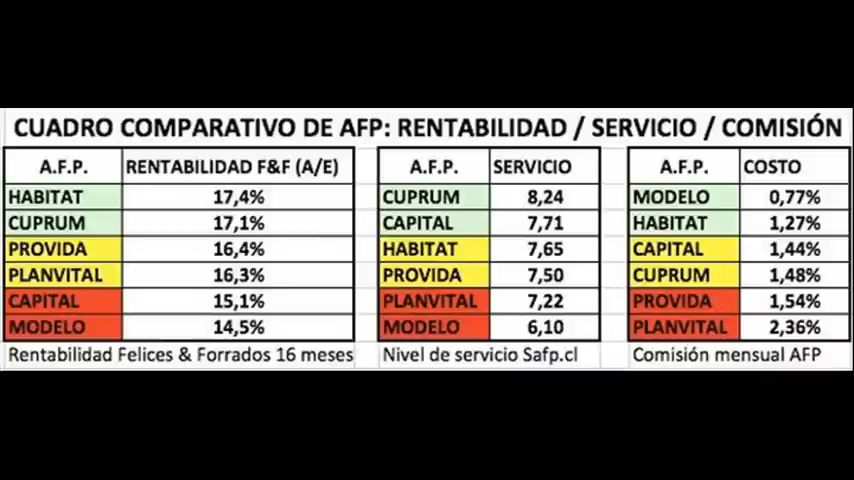 CUADRO COMPARATIVO DE AFP: RENTABILIDAD / SERVICIO / COMISIÓN
A.F.P. RENTABILIDAD F&F (A/E)
HABITAT 17,4%
CUPRUM 17,1%
PROVIDA 16,4%
PLANVITAL 16,3%
CAPITAL 15,1%
MODELO 14,5%
Rentabilidad Felices & Forrados 16 meses
A.F.P. SERVICIO
CUPRUM 8,24
CAPITAL 7,71
HABITAT 7,65
PROVIDA 7,50
PLANVITAL 7,22
MODELO 6,10
Nivel de servicio Safp.cl
A.F.P. COSTO
MODELO 0,77%
HABITAT 1,27%
CAPITAL 1,44%
CUPRUM 1,48%
PROVIDA 1,54%
PLANVITAL 2,36%
Comisión mensual AFP